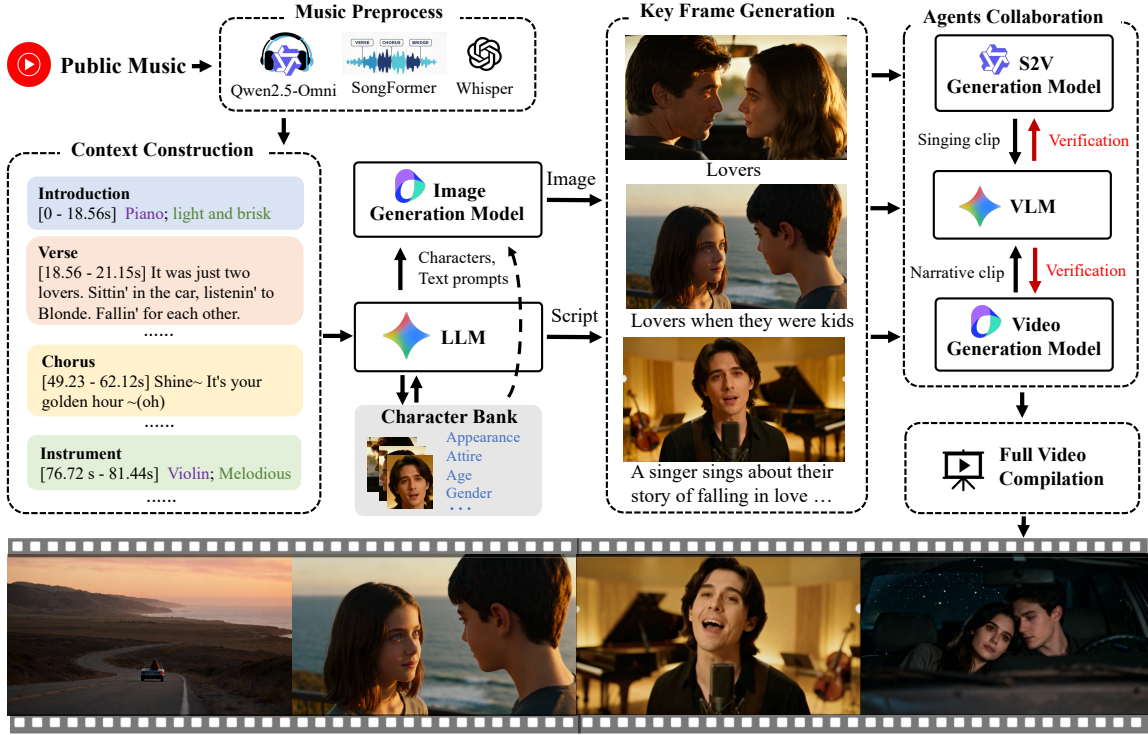 Music Preprocess
Public Music
VERSE
CHORUS
BRIDGE
Qwen2.5-Omni
SongFormer
Whisper
Context Construction
Introduction
[0 - 18.56s] Piano; light and brisk
Verse
[18.56 - 21.15s] It was just two
lovers. Sittin' in the car, listenin' to
Blonde. Fallin' for each other.
......
Chorus
[49.23 - 62.12s] Shine~ It's your
golden hour ~(oh)
......
Instrument
[76.72 s - 81.44s] Violin; Melodious
......
Image
Generation Model
Characters,
Text prompts
LLM
Character Bank
Appearance
Attire
Age
Gender
...
Image
Script
Key Frame Generation
Lovers
Lovers when they were kids
A singer sings about their
story of falling in love ...
Agents Collaboration
S2V
Generation Model
Singing clip
Verification
VLM
Narrative clip
Verification
Video
Generation Model
Full Video
Compilation